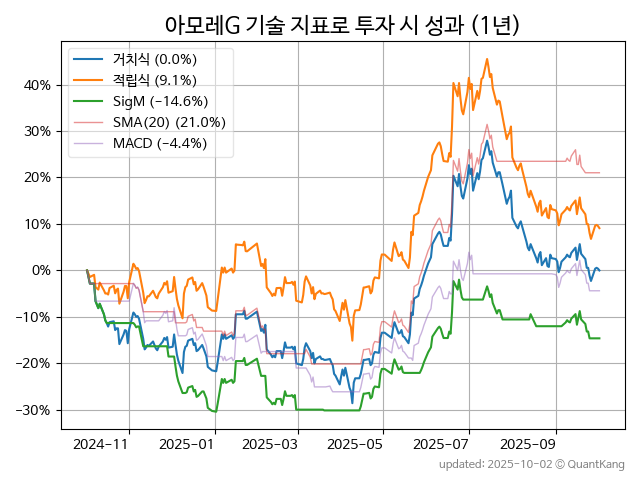 아모레G 기술 지표로 투자 시 성과 (1년)
거치식 (0.0%)
적립식 (9.1%)
SigM (−14.6%)
SMA(20) (21.0%)
MACD (−4.4%)
40%
30%
20%
10%
0%
−10%
−20%
−30%
2024-11
2025-01
2025-03
2025-05
2025-07
2025-09
updated: 2025-10-02 © QuantKang